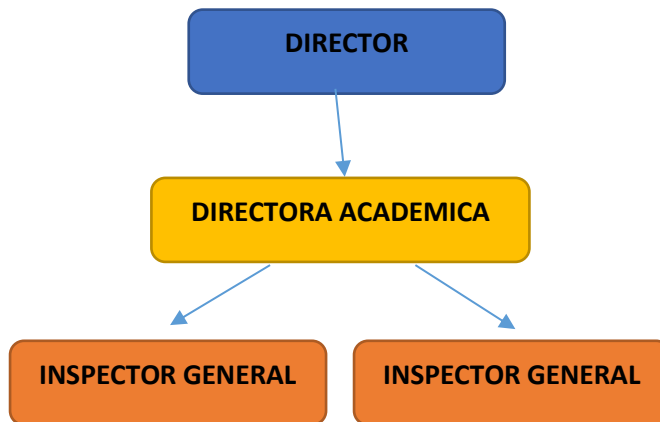 DIRECTOR
DIRECTORA ACADEMICA
INSPECTOR GENERAL
INSPECTOR GENERAL